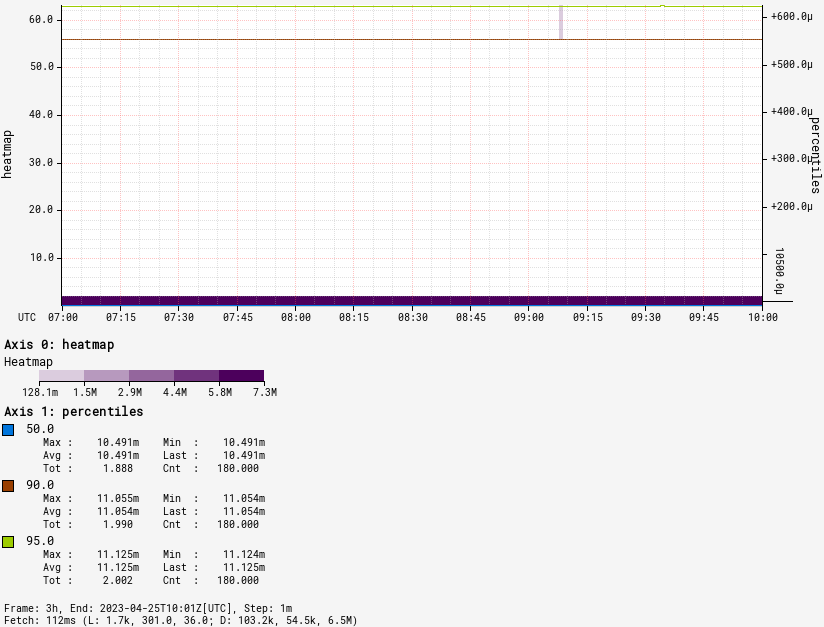 60.0
50.0
40.0
30.0
20.0
10.0
heatmap
+600.0μ
+500.0μ
+400.0μ
+300.0μ
+200.0μ
10500.0μ
percentiles
UTC 07:00 07:15 07:30 07:45 08:00 08:15 08:30 08:45 09:00 09:15 09:30 09:45 10:00
Axis 0: heatmap
Heatmap
128.1m 1.5M 2.9M 4.4M 5.8M 7.3M
Axis 1: percentiles
50.0
Max : 10.491m Min : 10.491m
Avg : 10.491m Last : 10.491m
Tot : 1.888 Cnt : 180.000
90.0
Max : 11.055m Min : 11.054m
Avg : 11.054m Last : 11.054m
Tot : 1.990 Cnt : 180.000
95.0
Max : 11.125m Min : 11.124m
Avg : 11.125m Last : 11.125m
Tot : 2.002 Cnt : 180.000
Frame: 3h, End: 2023-04-25T10:01Z[UTC], Step: 1m
Fetch: 112ms (L: 1.7k, 301.0, 36.0; D: 103.2k, 54.5k, 6.5M)